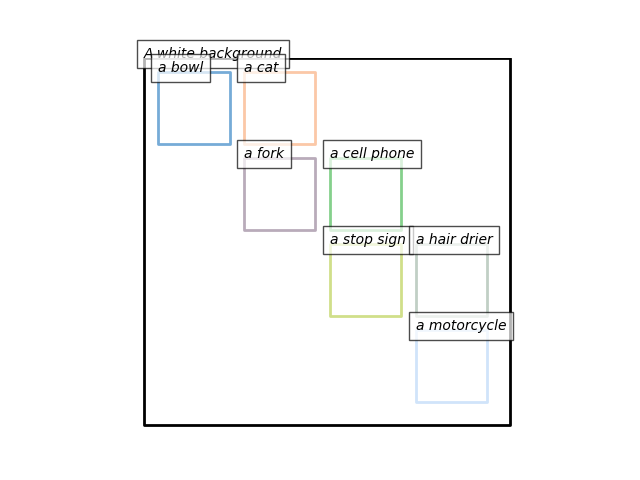 A white background
a bowl
a cat
a fork
a cell phone
a stop sign
a hair drier
a motorcycle